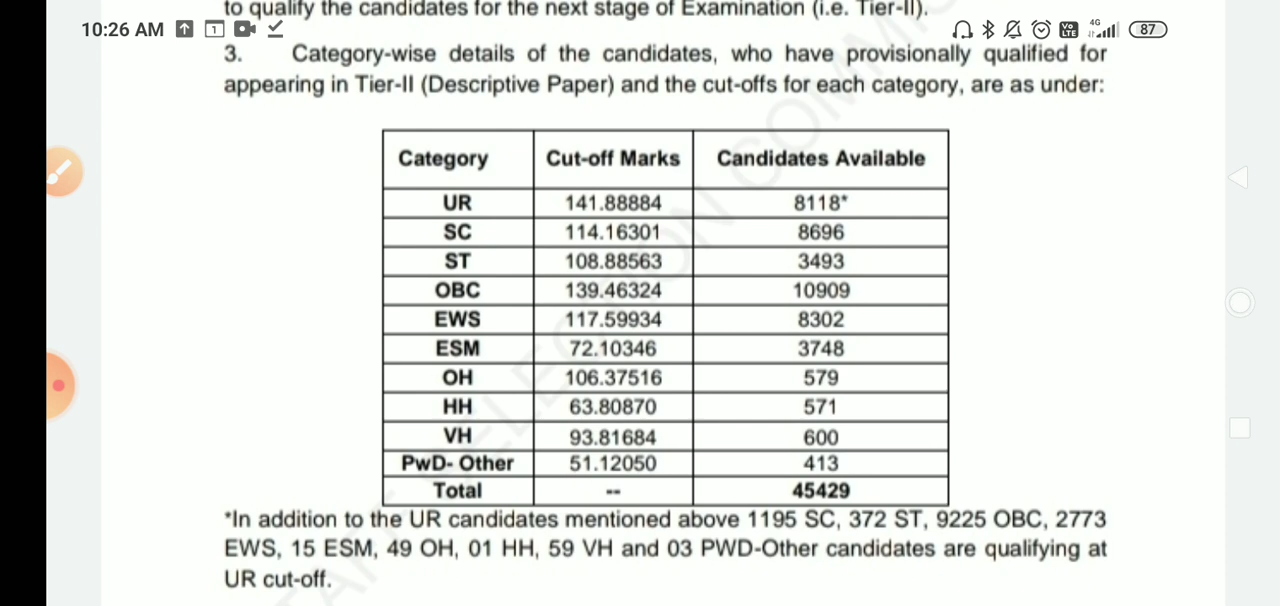 to qualify the candidates for the next stage of Examination (i.e. Tier-II).
10:26 AM 1 Vo LTE 4G 87
3. Category-wise details of the candidates, who have provisionally qualified for
appearing in Tier-II (Descriptive Paper) and the cut-offs for each category, are as under:
Category Cut-off Marks Candidates Available
UR 141.88884 8118*
SC 114.16301 8696
ST 108.88563 3493
OBC 139.46324 10909
EWS 117.59934 8302
ESM 72.10346 3748
OH 106.37516 579
HH 63.80870 571
VH 93.81684 600
PwD- Other 51.12050 413
Total -- 45429
*In addition to the UR candidates mentioned above 1195 SC, 372 ST, 9225 OBC, 2773
EWS, 15 ESM, 49 OH, 01 HH, 59 VH and 03 PWD-Other candidates are qualifying at
UR cut-off.